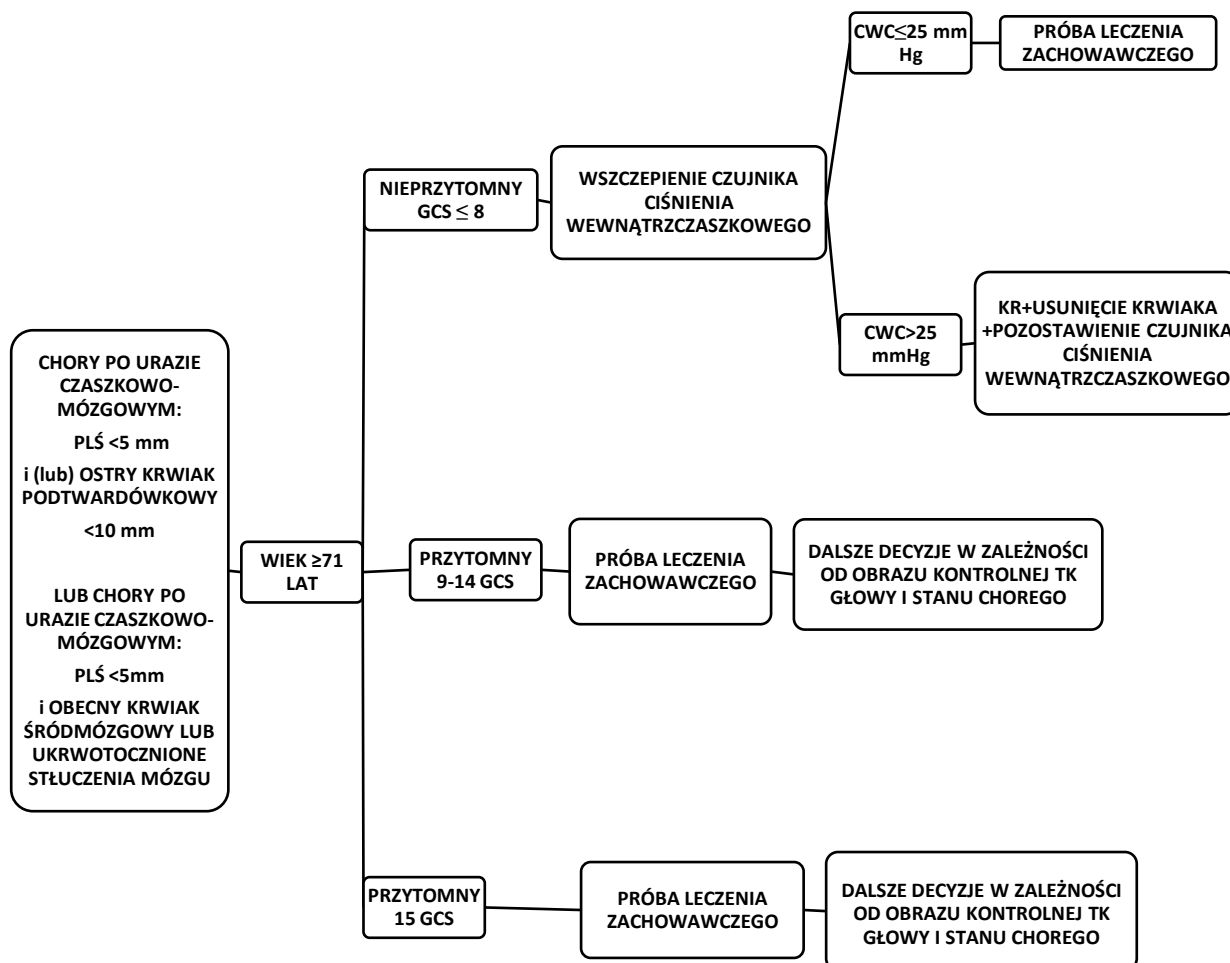 CHORY PO URAZIE
CZASZKOWO-
MÓZGOWYM:
PLŚ <5 mm
i (lub) OSTRY KRWIAK
PODTWARDÓWKOWY
<10 mm
LUB CHORY PO
URAZIE CZASZKOWO-
MÓZGOWYM:
PLŚ <5mm
i OBECNY KRWIAK
ŚRÓDMÓZGOWY LUB
UKRWOTOCZNIONE
STŁUCZENIA MÓZGU
WIEK ≥71
LAT
NIEPRZYTOMNY
GCS ≤ 8
WSZCZEPIENIE CZUJNIKA
CIŚNIENIA
WEWNĄTRZCZASZKOWEGO
CWC≤25 mm
Hg
PRÓBA LECZENIA
ZACHOWAWCZEGO
CWC>25
mmHg
KR+USUNIĘCIE KRWIAKA
+POZOSTAWIENIE CZUJNIKA
CIŚNIENIA
WEWNĄTRZCZASZKOWEGO
PRZYTOMNY
9-14 GCS
PRÓBA LECZENIA
ZACHOWAWCZEGO
DALSZE DECYZJE W ZALEŻNOŚCI
OD OBRAZU KONTROLNEJ TK
GŁOWY I STANU CHOREGO
PRZYTOMNY
15 GCS
PRÓBA LECZENIA
ZACHOWAWCZEGO
DALSZE DECYZJE W ZALEŻNOŚCI
OD OBRAZU KONTROLNEJ TK
GŁOWY I STANU CHOREGO